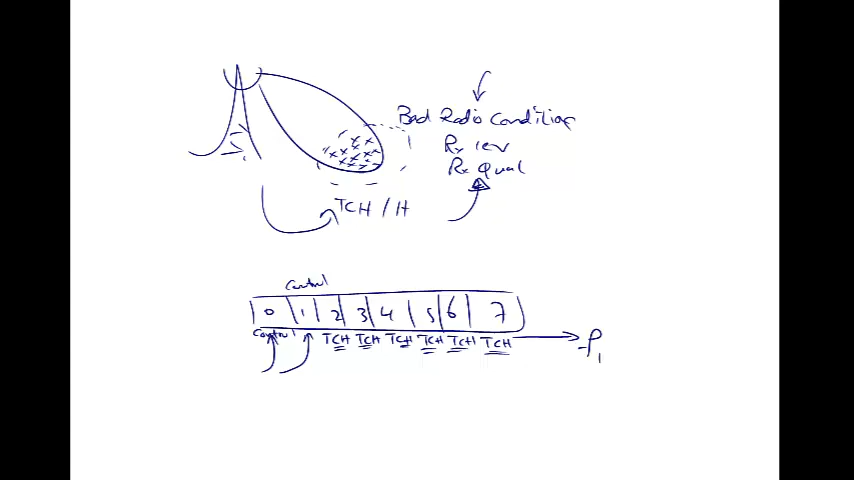 Bad Radio Condition
Rx lev
Rx Qual
TCH / H
Control
0 1 2 3 4 5 6 7
Control TCH TCH TCH TCH TCH TCH
f1